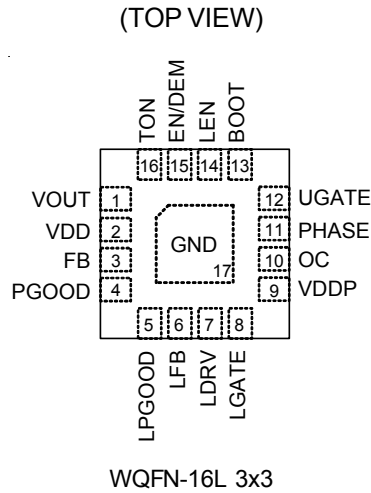 (TOP VIEW)
TON
EN/DEM
LEN
BOOT
16 15 14 13
VOUT 1
VDD 2
FB 3
PGOOD 4
GND
17
12 UGATE
11 PHASE
10 OC
9 VDDP
5 6 7 8
LPGOOD
LFB
LDRV
LGATE
WQFN-16L 3x3